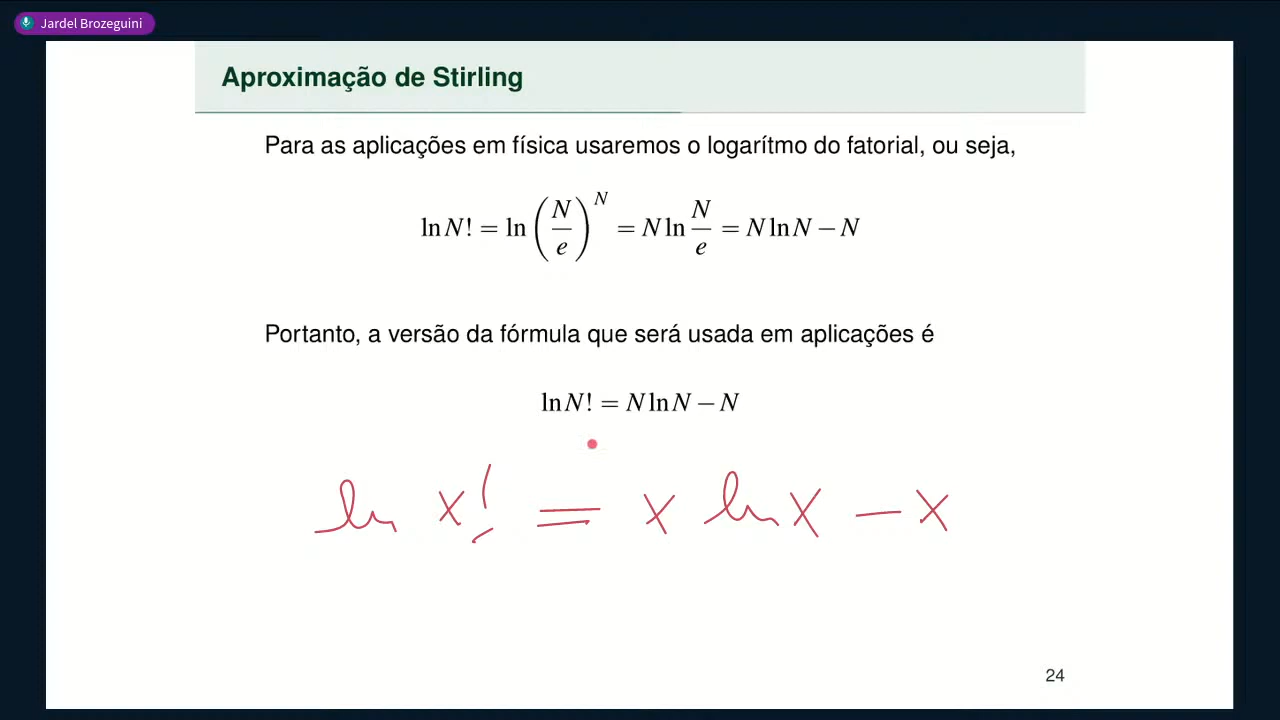 Jardel Brozeguini
Aproximação de Stirling
Para as aplicações em física usaremos o logarítmo do fatorial, ou seja,
ln N! = ln (N/e)^N = N ln N/e = N ln N − N
Portanto, a versão da fórmula que será usada em aplicações é
ln N! = N ln N − N
ln x! = x ln x − x
24